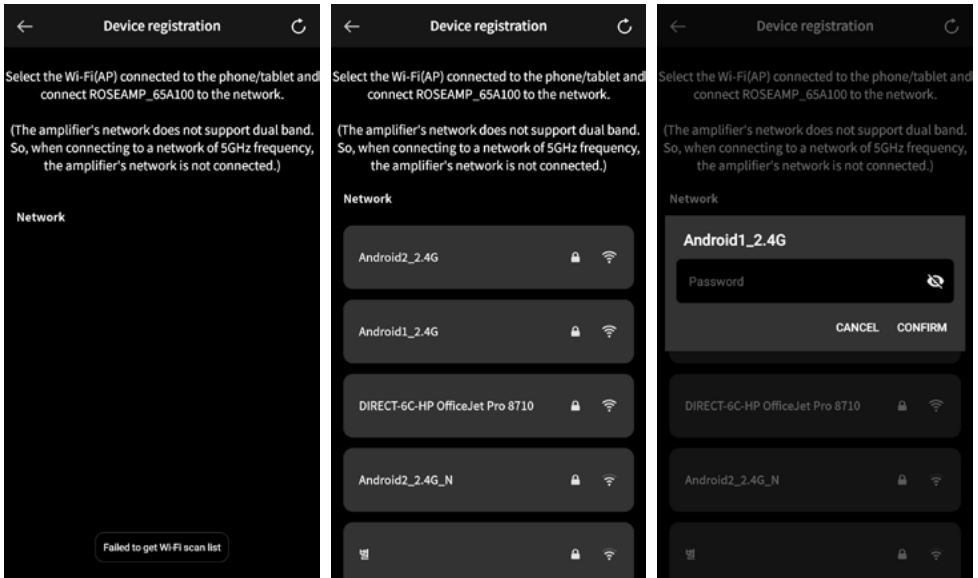 Device registration
Select the Wi-Fi(AP) connected to the phone/tablet and
connect ROSEAMP_65A100 to the network.
(The amplifier's network does not support dual band.
So, when connecting to a network of 5GHz frequency,
the amplifier's network is not connected.)
Network
Failed to get Wi-Fi scan list
Device registration
Select the Wi-Fi(AP) connected to the phone/tablet and
connect ROSEAMP_65A100 to the network.
(The amplifier's network does not support dual band.
So, when connecting to a network of 5GHz frequency,
the amplifier's network is not connected.)
Network
Android2_2.4G
Android1_2.4G
DIRECT-6C-HP OfficeJet Pro 8710
Android2_2.4G_N
별
Device registration
Select the Wi-Fi(AP) connected to the phone/tablet and
connect ROSEAMP_65A100 to the network.
(The amplifier's network does not support dual band.
So, when connecting to a network of 5GHz frequency,
the amplifier's network is not connected.)
Network
Android1_2.4G
Password
CANCEL CONFIRM
DIRECT-6C-HP OfficeJet Pro 8710
Android2_2.4G_N
별